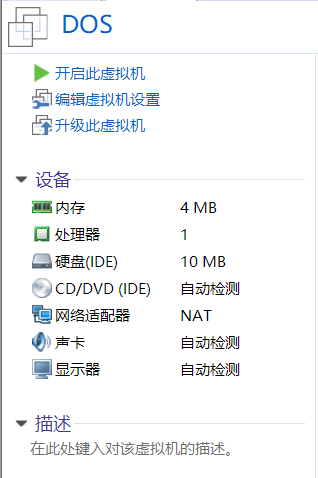 DOS
开启此虚拟机
编辑虚拟机设置
升级此虚拟机
设备
内存 4 MB
处理器 1
硬盘(IDE) 10 MB
CD/DVD (IDE) 自动检测
网络适配器 NAT
声卡 自动检测
显示器 自动检测
描述
在此处键入对该虚拟机的描述。